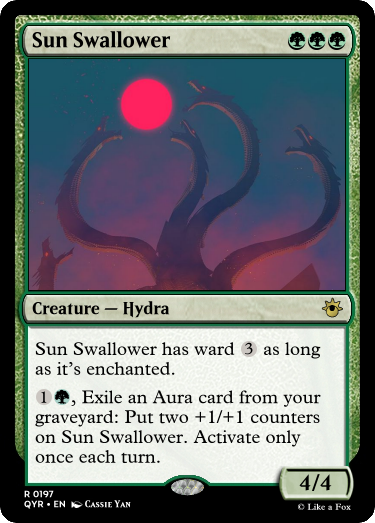 Sun Swallower
Creature — Hydra
Sun Swallower has ward 3 as long
as it's enchanted.
1, Exile an Aura card from your
graveyard: Put two +1/+1 counters
on Sun Swallower. Activate only
once each turn.
4/4
R 0197
QYR • EN Cassie Yan
© Like a Fox